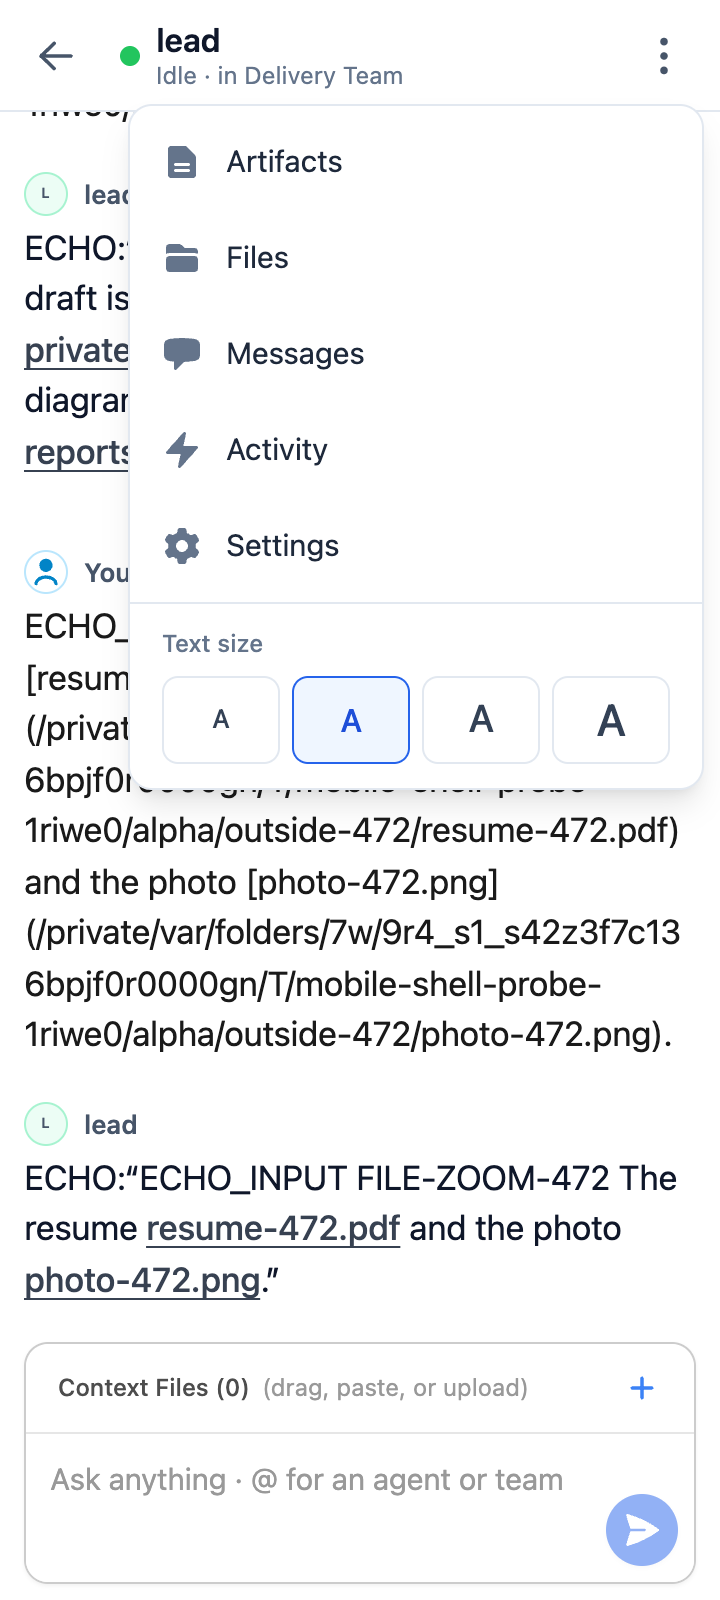 lead
Idle · in Delivery Team
Artifacts
Files
Messages
Activity
Settings
Text size
A A A A
L lead
ECHO:“
draft is
private
reports
You
ECHO_
[resum
(/privat
1riwe0/alpha/outside-472/resume-472.pdf)
and the photo [photo-472.png]
(/private/var/folders/7w/9r4_s1_s42z3f7c13
6bpjf0r0000gn/T/mobile-shell-probe-
1riwe0/alpha/outside-472/photo-472.png).
L lead
ECHO:“ECHO_INPUT FILE-ZOOM-472 The
resume resume-472.pdf and the photo
photo-472.png.”
Context Files (0) (drag, paste, or upload)
Ask anything · @ for an agent or team